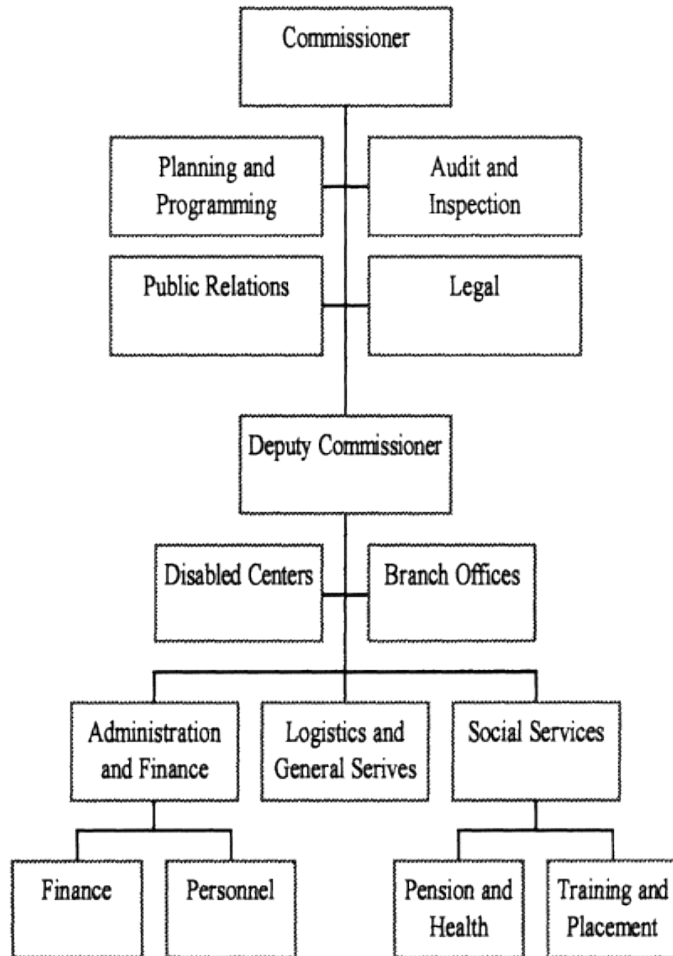 Commissioner
Planning and
Programming
Audit and
Inspection
Public Relations
Legal
Deputy Commissioner
Disabled Centers
Branch Offices
Administration
and Finance
Logistics and
General Serives
Social Services
Finance
Personnel
Pension and
Health
Training and
Placement